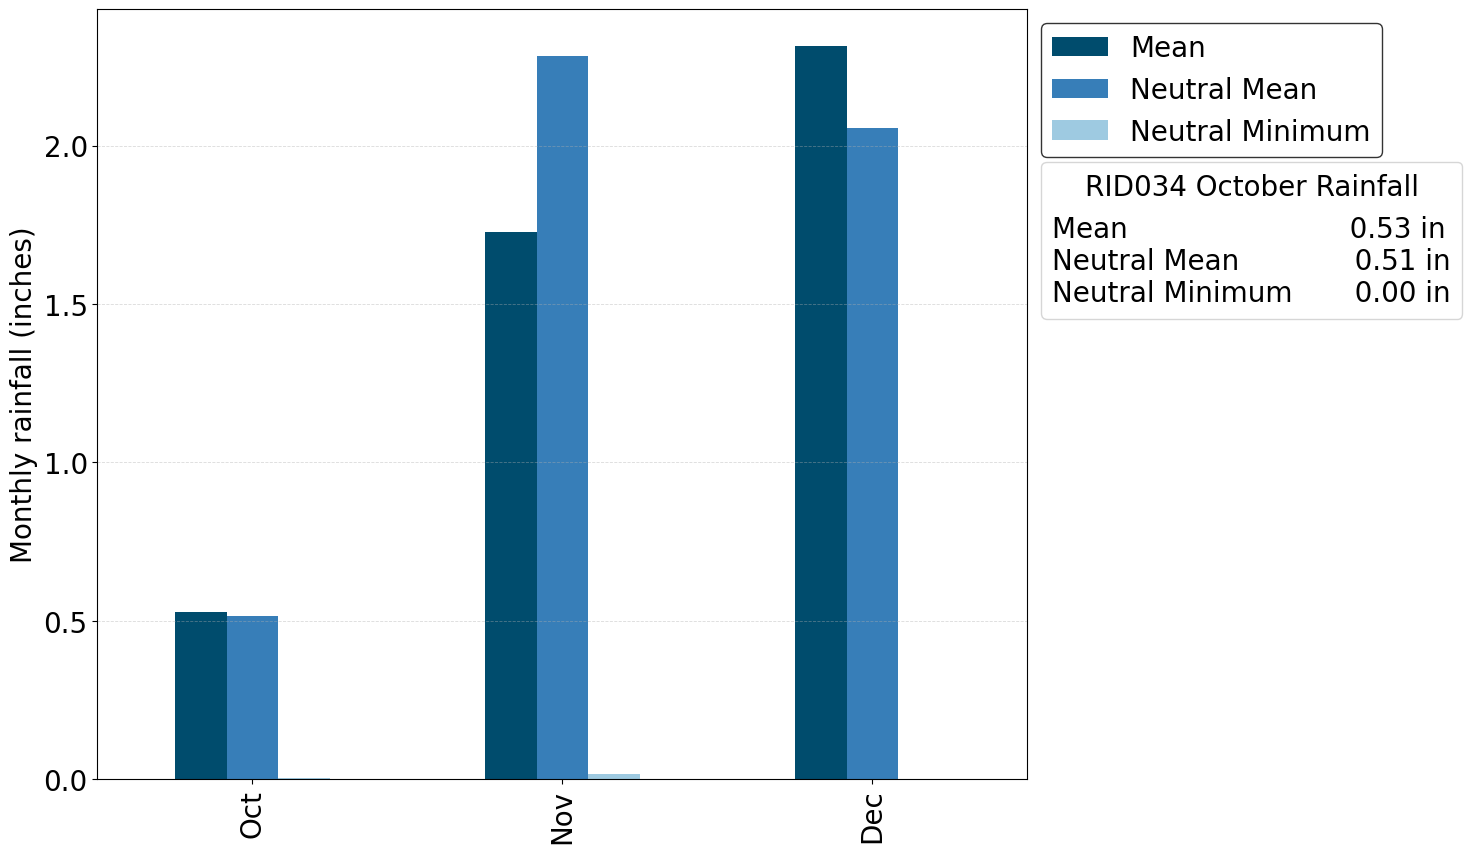 Mean
Neutral Mean
Neutral Minimum
RID034 October Rainfall
Mean 0.53 in
Neutral Mean 0.51 in
Neutral Minimum 0.00 in
Monthly rainfall (inches)
2.0
1.5
1.0
0.5
0.0
Oct
Nov
Dec